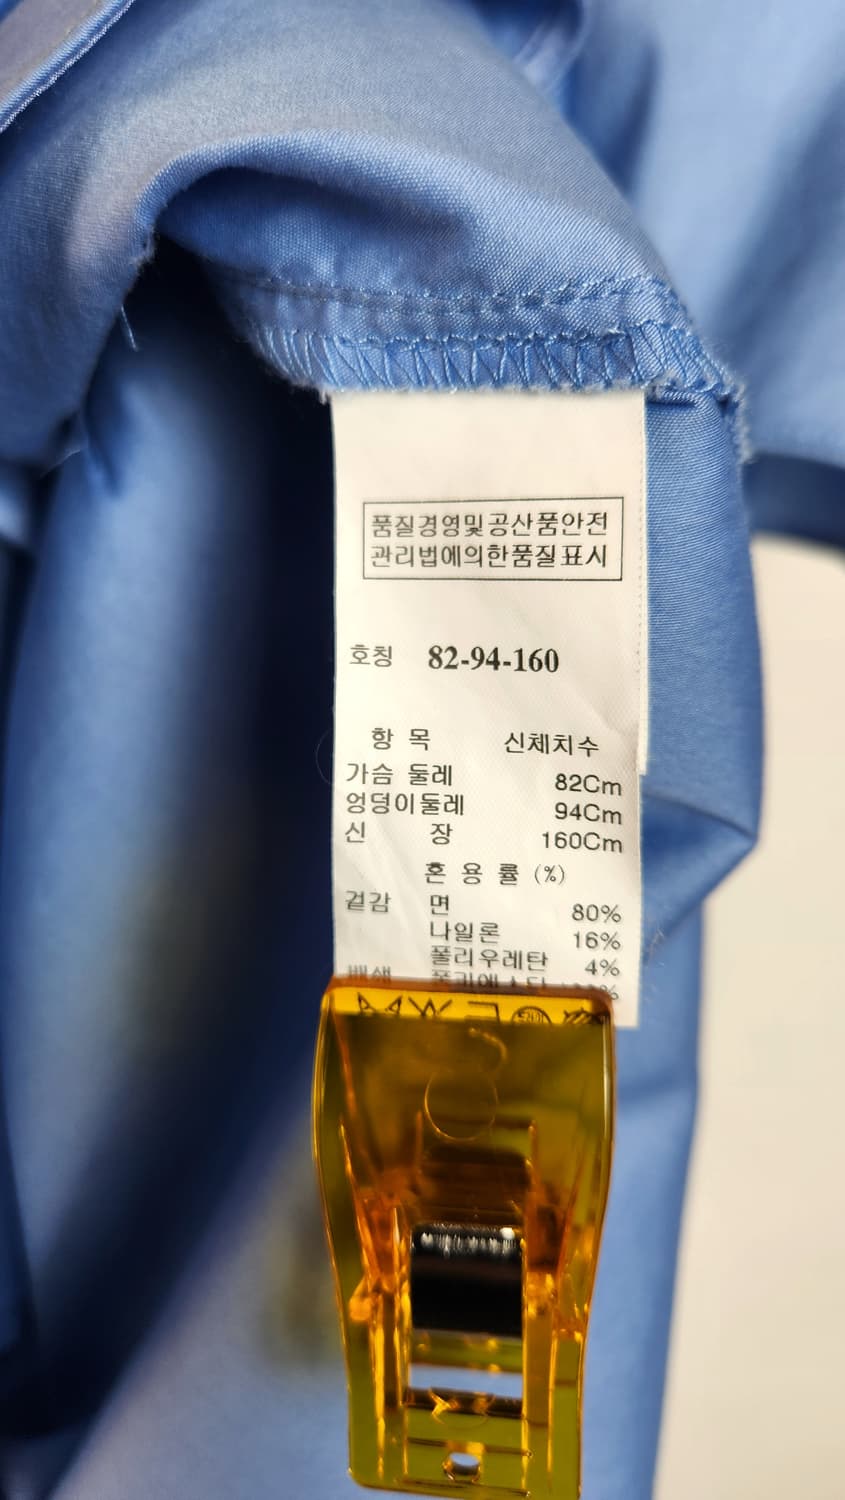 품질경영및공산품안전
관리법에의한품질표시
호칭 82-94-160
항 목 신체치수
가슴 둘레 82Cm
엉덩이둘레 94Cm
신 장 160Cm
혼 용 률 (%)
겉감 면 80%
나일론 16%
폴리우레탄 4%